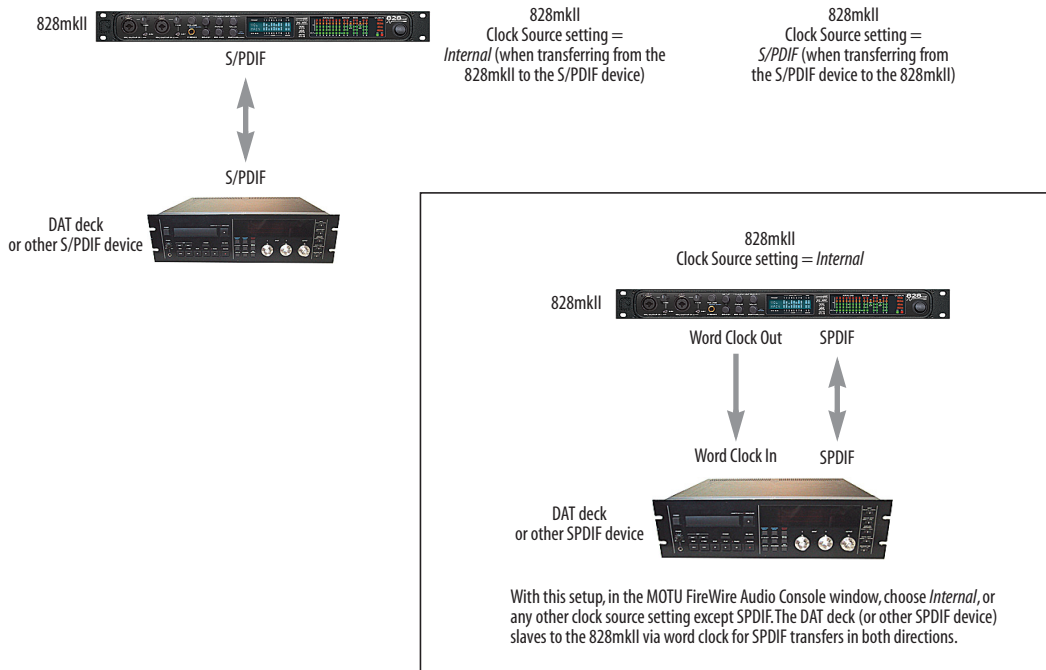 828mkII
828
S/PDIF
S/PDIF
DAT deck
or other S/PDIF device
828mkII
Clock Source setting =
Internal (when transferring from the
828mkII to the S/PDIF device)
828mkII
Clock Source setting =
S/PDIF (when transferring from
the S/PDIF device to the 828mkII)
828mkII
Clock Source setting = Internal
828mkII
828
Word Clock Out
SPDIF
Word Clock In
SPDIF
DAT deck
or other SPDIF device
With this setup, in the MOTU FireWire Audio Console window, choose Internal, or
any other clock source setting except SPDIF. The DAT deck (or other SPDIF device)
slaves to the 828mkII via word clock for SPDIF transfers in both directions.